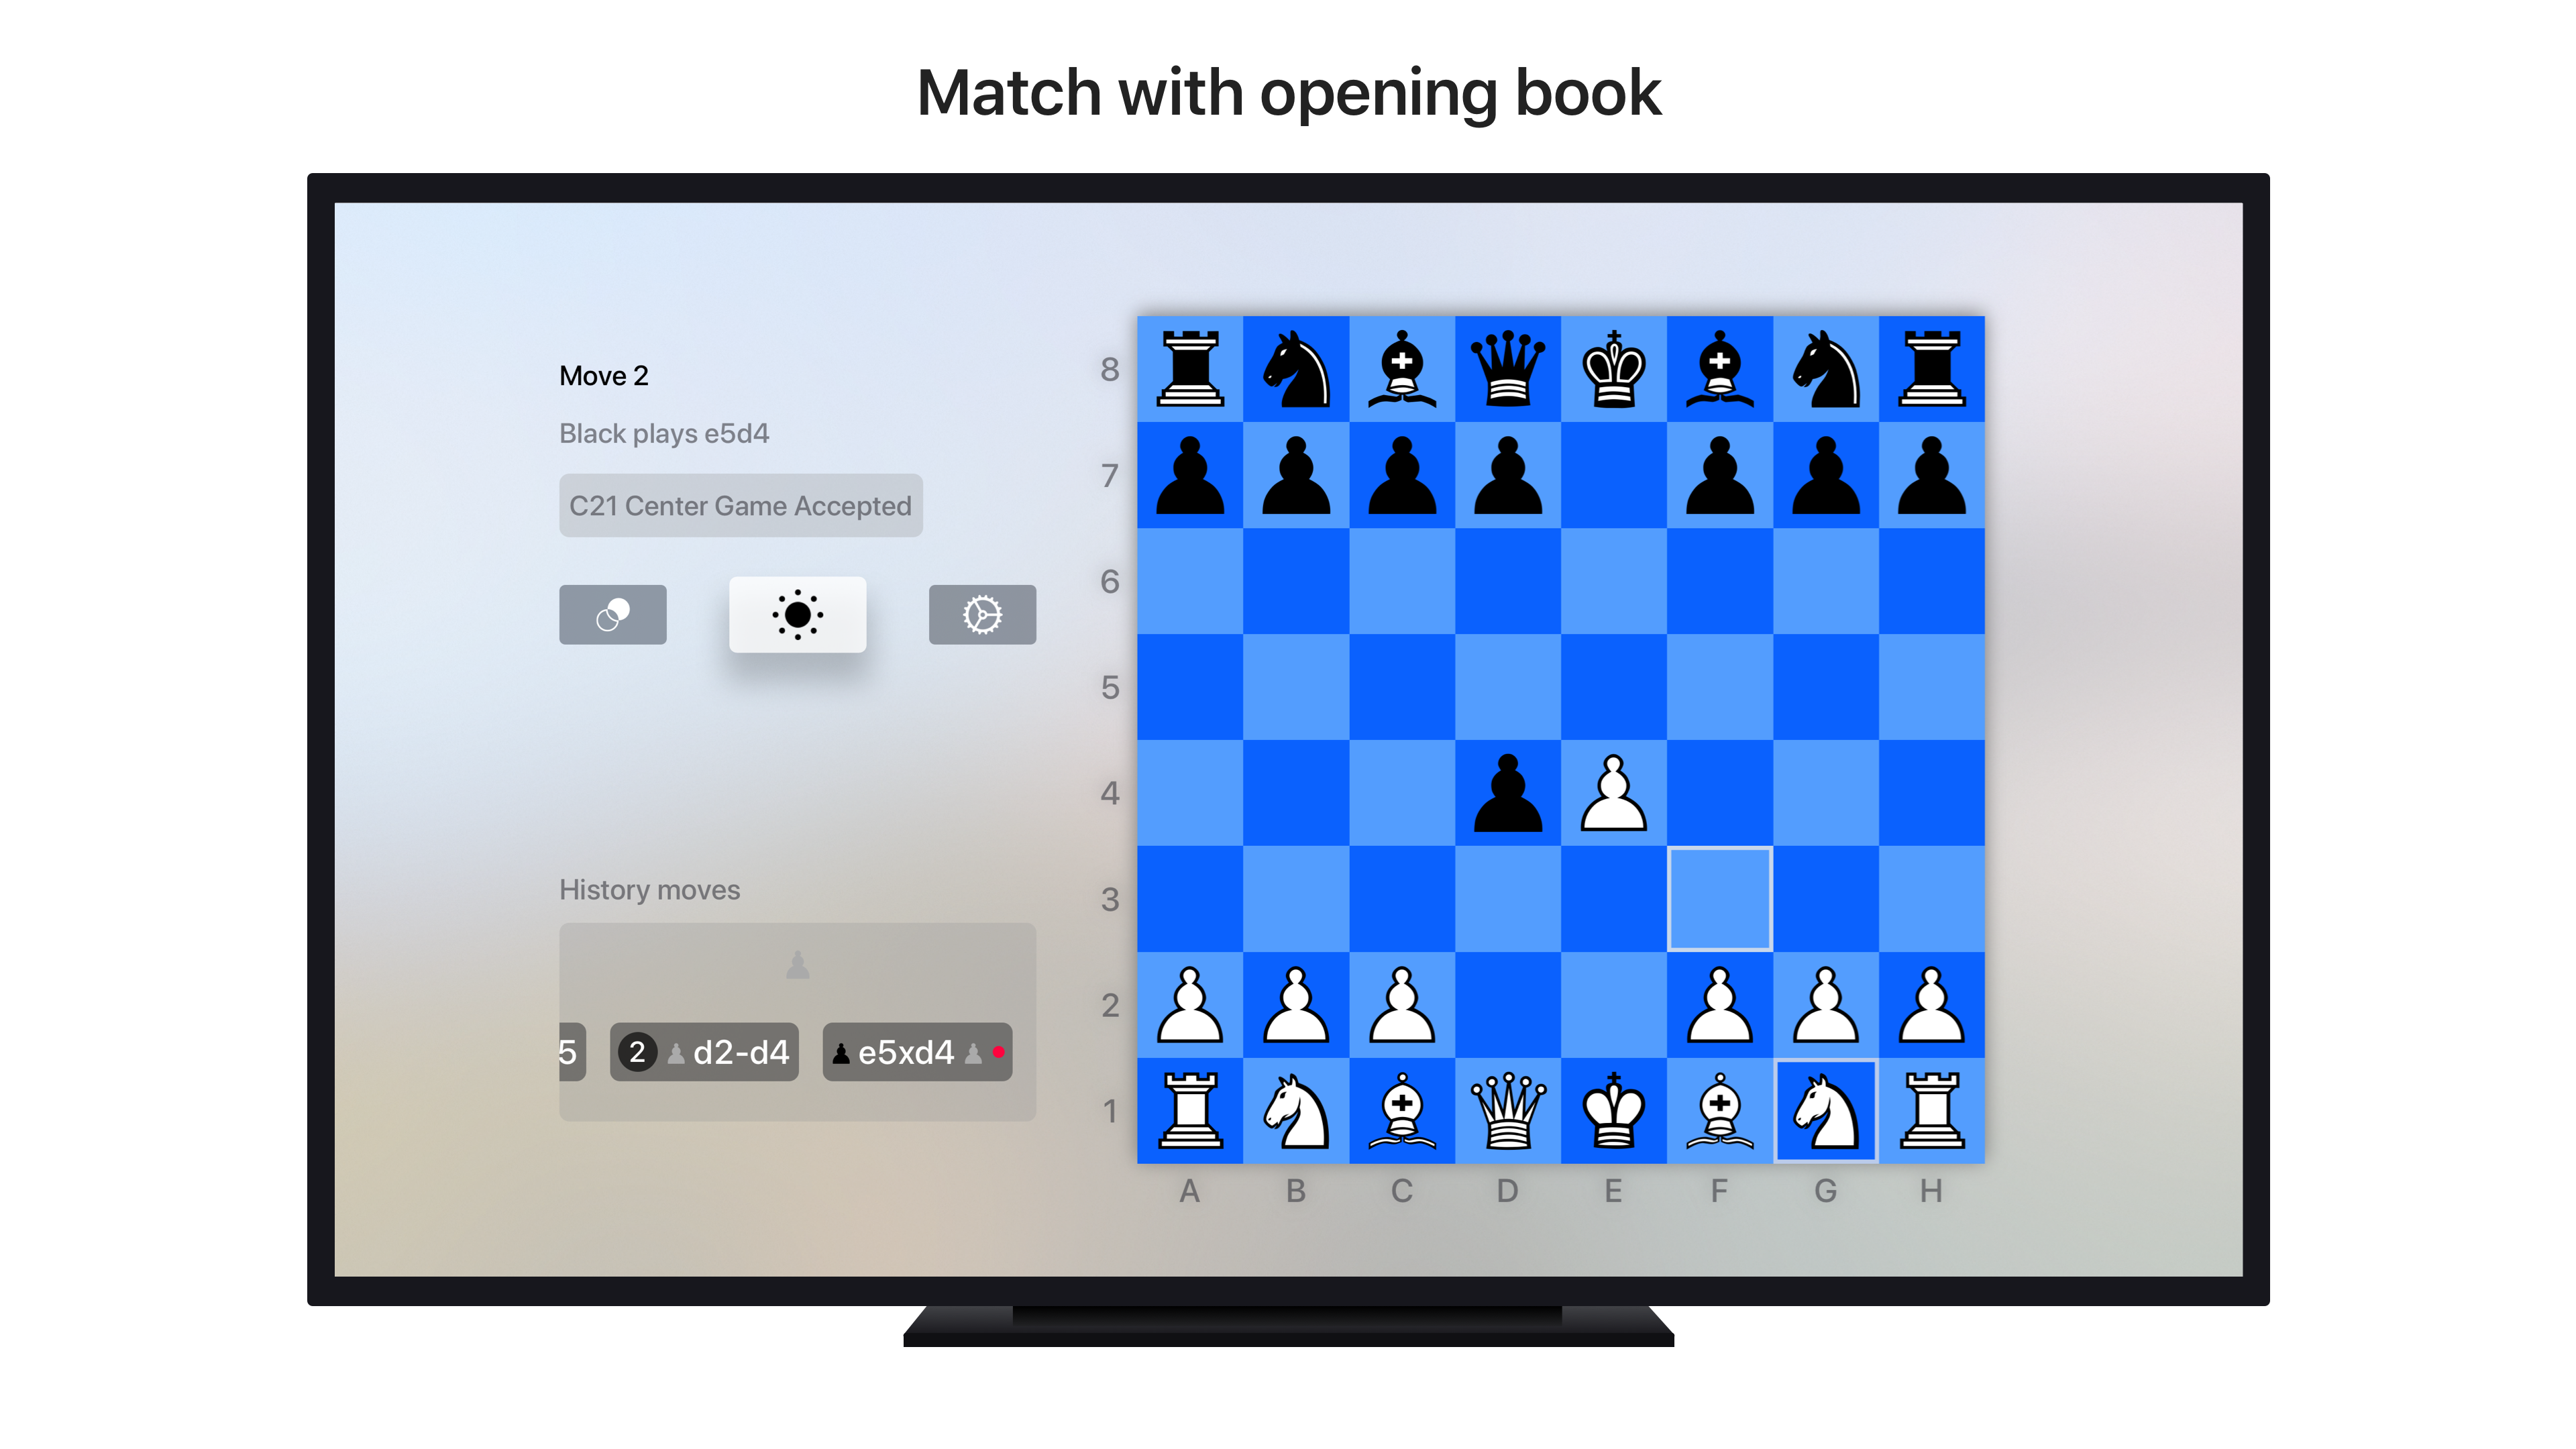 Match with opening book
Move 2
Black plays e5d4
C21 Center Game Accepted
History moves
5 2 d2-d4 e5xd4
8
7
6
5
4
3
2
1
A B C D E F G H